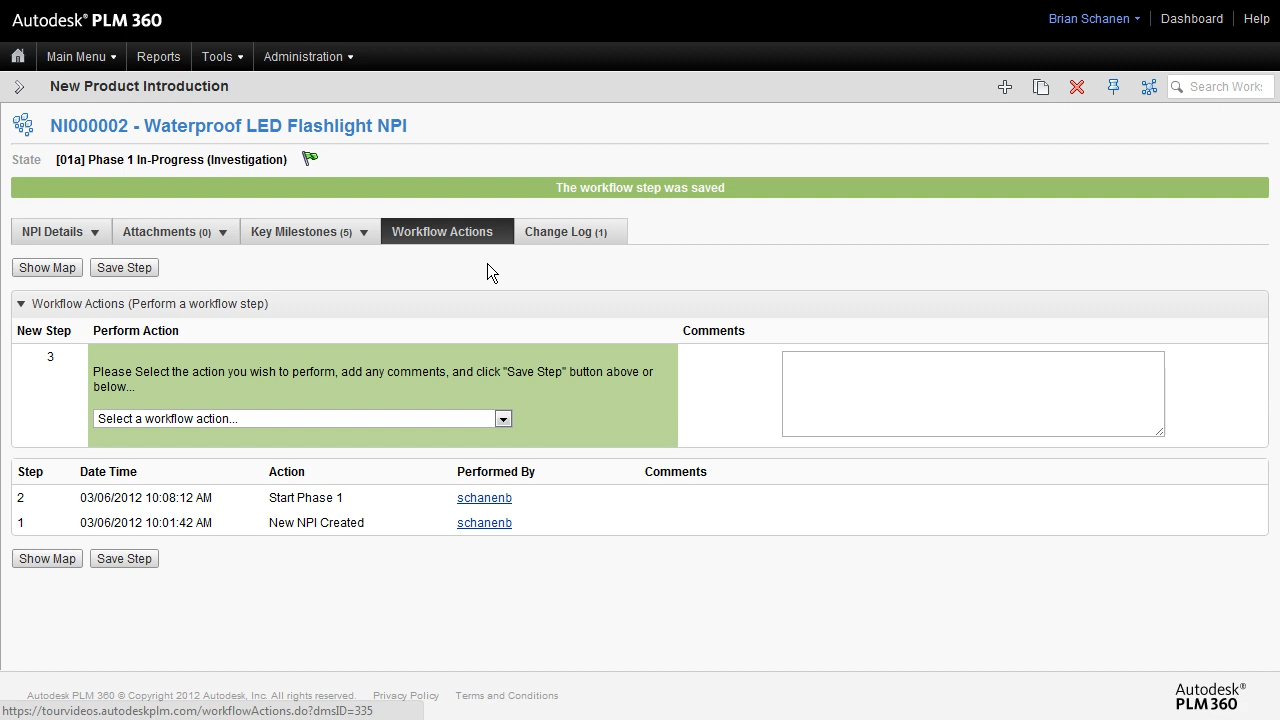 Autodesk® PLM 360
Brian Schanen
Dashboard
Help
Main Menu
Reports
Tools
Administration
New Product Introduction
Search Works
NI000002 - Waterproof LED Flashlight NPI
State [01a] Phase 1 In-Progress (Investigation)
The workflow step was saved
NPI Details
Attachments (0)
Key Milestones (5)
Workflow Actions
Change Log (1)
Show Map
Save Step
Workflow Actions (Perform a workflow step)
New Step Perform Action Comments
3
Please Select the action you wish to perform, add any comments, and click "Save Step" button above or
below...
Select a workflow action...
Step Date Time Action Performed By Comments
2 03/06/2012 10:08:12 AM Start Phase 1 schanenb
1 03/06/2012 10:01:42 AM New NPI Created schanenb
Show Map
Save Step
Autodesk PLM 360 © Copyright 2012 Autodesk, Inc. All rights reserved. Privacy Policy Terms and Conditions
Autodesk®
PLM 360
https://tourvideos.autodeskplm.com/workflowActions.do?dmsID=335